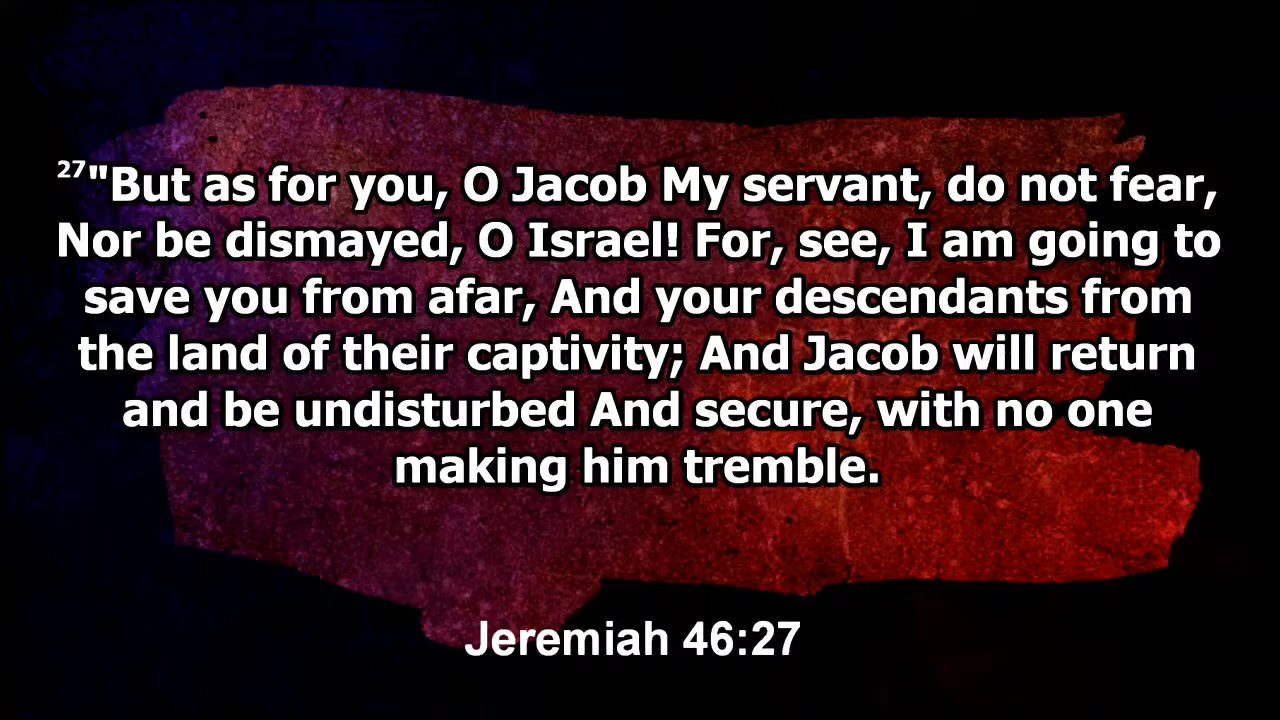 27"But as for you, O Jacob My servant, do not fear,
Nor be dismayed, O Israel! For, see, I am going to
save you from afar, And your descendants from
the land of their captivity; And Jacob will return
and be undisturbed And secure, with no one
making him tremble.
Jeremiah 46:27